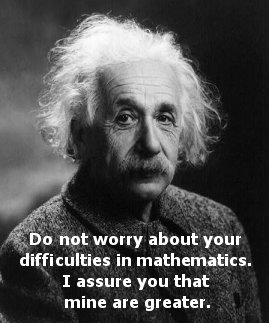 Do not worry about your
difficulties in mathematics.
I assure you that
mine are greater.